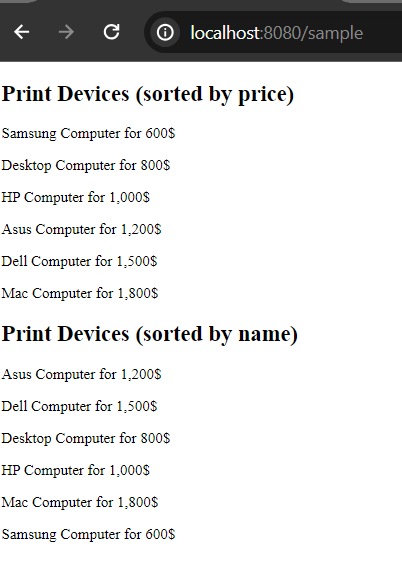 localhost:8080/sample
Print Devices (sorted by price)
Samsung Computer for 600$
Desktop Computer for 800$
HP Computer for 1,000$
Asus Computer for 1,200$
Dell Computer for 1,500$
Mac Computer for 1,800$
Print Devices (sorted by name)
Asus Computer for 1,200$
Dell Computer for 1,500$
Desktop Computer for 800$
HP Computer for 1,000$
Mac Computer for 1,800$
Samsung Computer for 600$